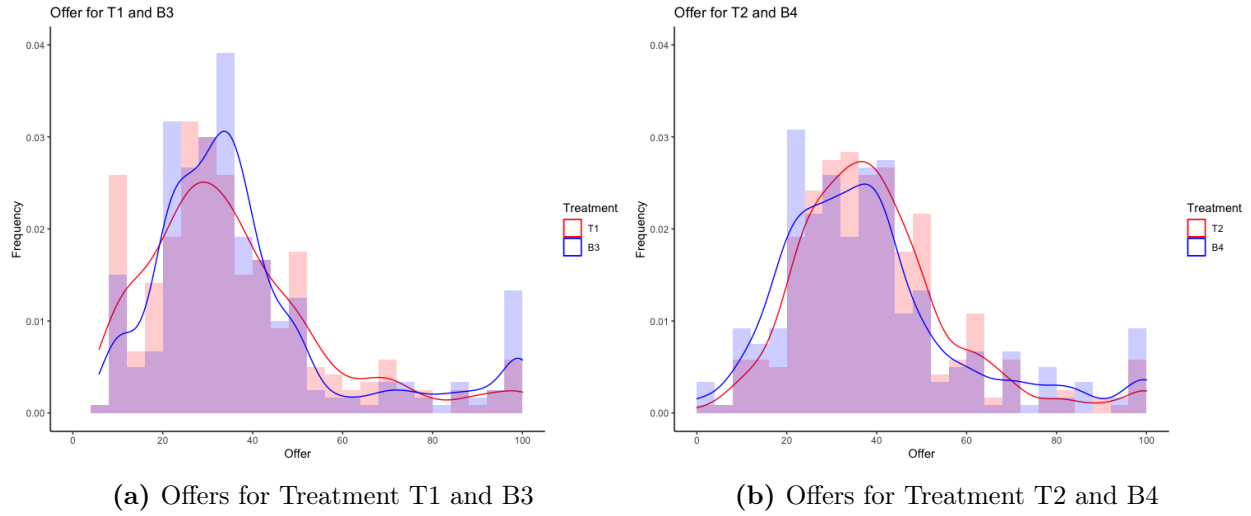 Offer for T1 and B3
0.04
0.03
0.02
0.01
0.00
Frequency
0
20
40
60
80
100
Offer
Treatment
T1
B3
(a) Offers for Treatment T1 and B3
Offer for T2 and B4
0.04
0.03
0.02
0.01
0.00
Frequency
0
20
40
60
80
100
Offer
Treatment
T2
B4
(b) Offers for Treatment T2 and B4